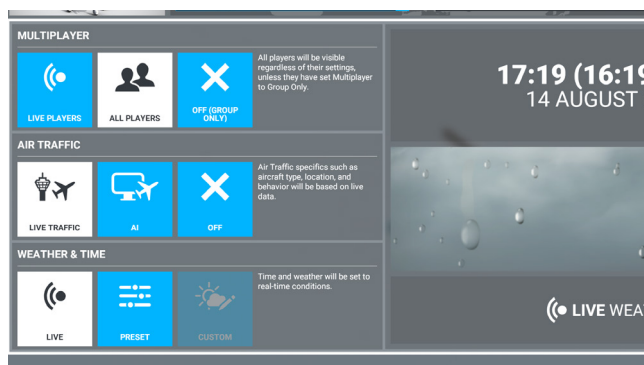 MULTIPLAYER
LIVE PLAYERS
ALL PLAYERS
OFF (GROUP
ONLY)
All players will be visible
regardless of their settings,
unless they have set Multiplayer
to Group Only.
AIR TRAFFIC
LIVE TRAFFIC
AI
OFF
Air Traffic specifics such as
aircraft type, location, and
behavior will be based on live
data.
WEATHER & TIME
LIVE
PRESET
CUSTOM
Time and weather will be set to
real-time conditions.
17:19 (16:19
14 AUGUST
LIVE WEA